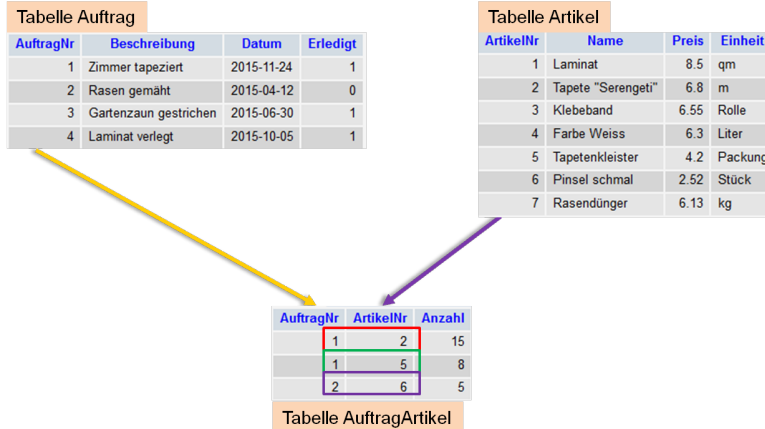 Tabelle Auftrag
AuftragNr Beschreibung Datum Erledigt
1 Zimmer tapeziert 2015-11-24 1
2 Rasen gemäht 2015-04-12 0
3 Gartenzaun gestrichen 2015-06-30 1
4 Laminat verlegt 2015-10-05 1
Tabelle Artikel
ArtikelNr Name Preis Einheit
1 Laminat 8.5 qm
2 Tapete "Serengeti" 6.8 m
3 Klebeband 6.55 Rolle
4 Farbe Weiss 6.3 Liter
5 Tapetenkleister 4.2 Packung
6 Pinsel schmal 2.52 Stück
7 Rasendünger 6.13 kg
AuftragNr ArtikelNr Anzahl
1 2 15
1 5 8
2 6 5
Tabelle AuftragArtikel